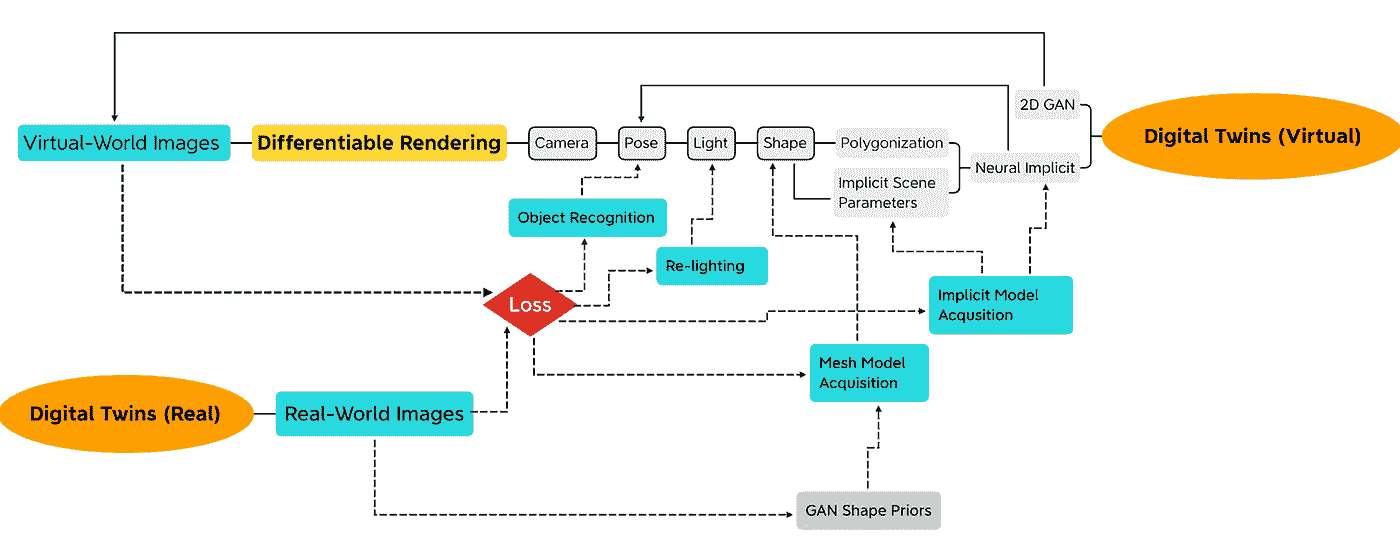 2D GAN
Digital Twins (Virtual)
Virtual-World Images
Differentiable Rendering
Camera
Pose
Light
Shape
Polygonization
Neural Implicit
Implicit Scene
Parameters
Object Recognition
Re-lighting
Loss
Implicit Model
Acqusition
Mesh Model
Acquisition
Digital Twins (Real)
Real-World Images
GAN Shape Priors